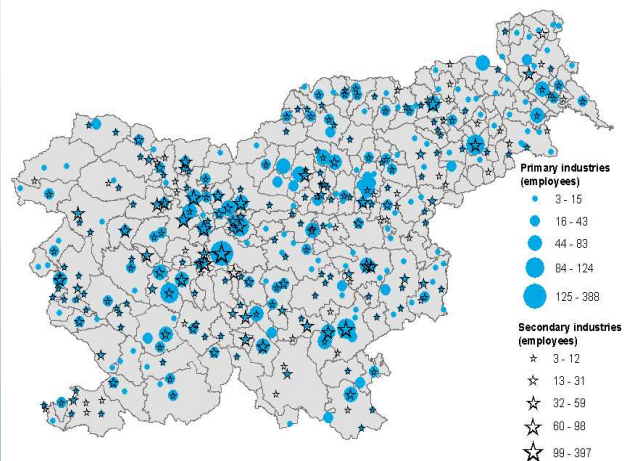 Primary industries
(employees)
3 - 15
16 - 43
44 - 83
84 - 124
125 - 388
Secondary industries
(employees)
3 - 12
13 - 31
32 - 59
60 - 98
99 - 397